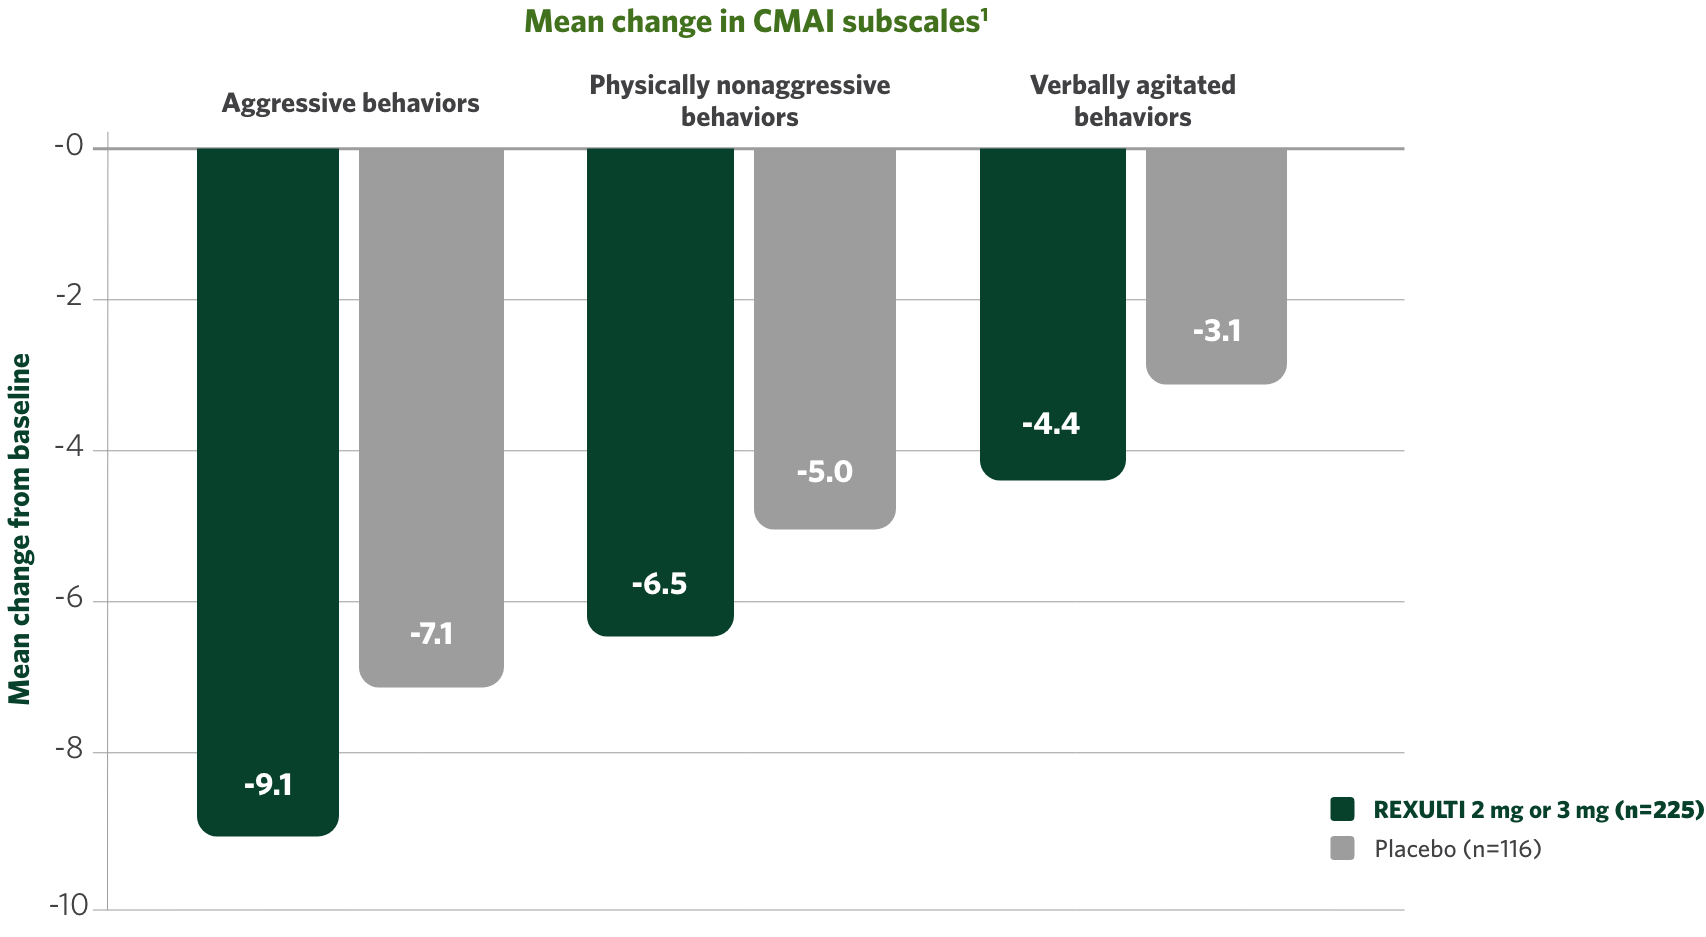 Mean change in CMAI subscales¹
Aggressive behaviors
Physically nonaggressive
behaviors
Verbally agitated
behaviors
Mean change from baseline
-0
-2
-4
-6
-8
-10
-9.1
-7.1
-6.5
-5.0
-4.4
-3.1
REXULTI 2 mg or 3 mg (n=225)
Placebo (n=116)